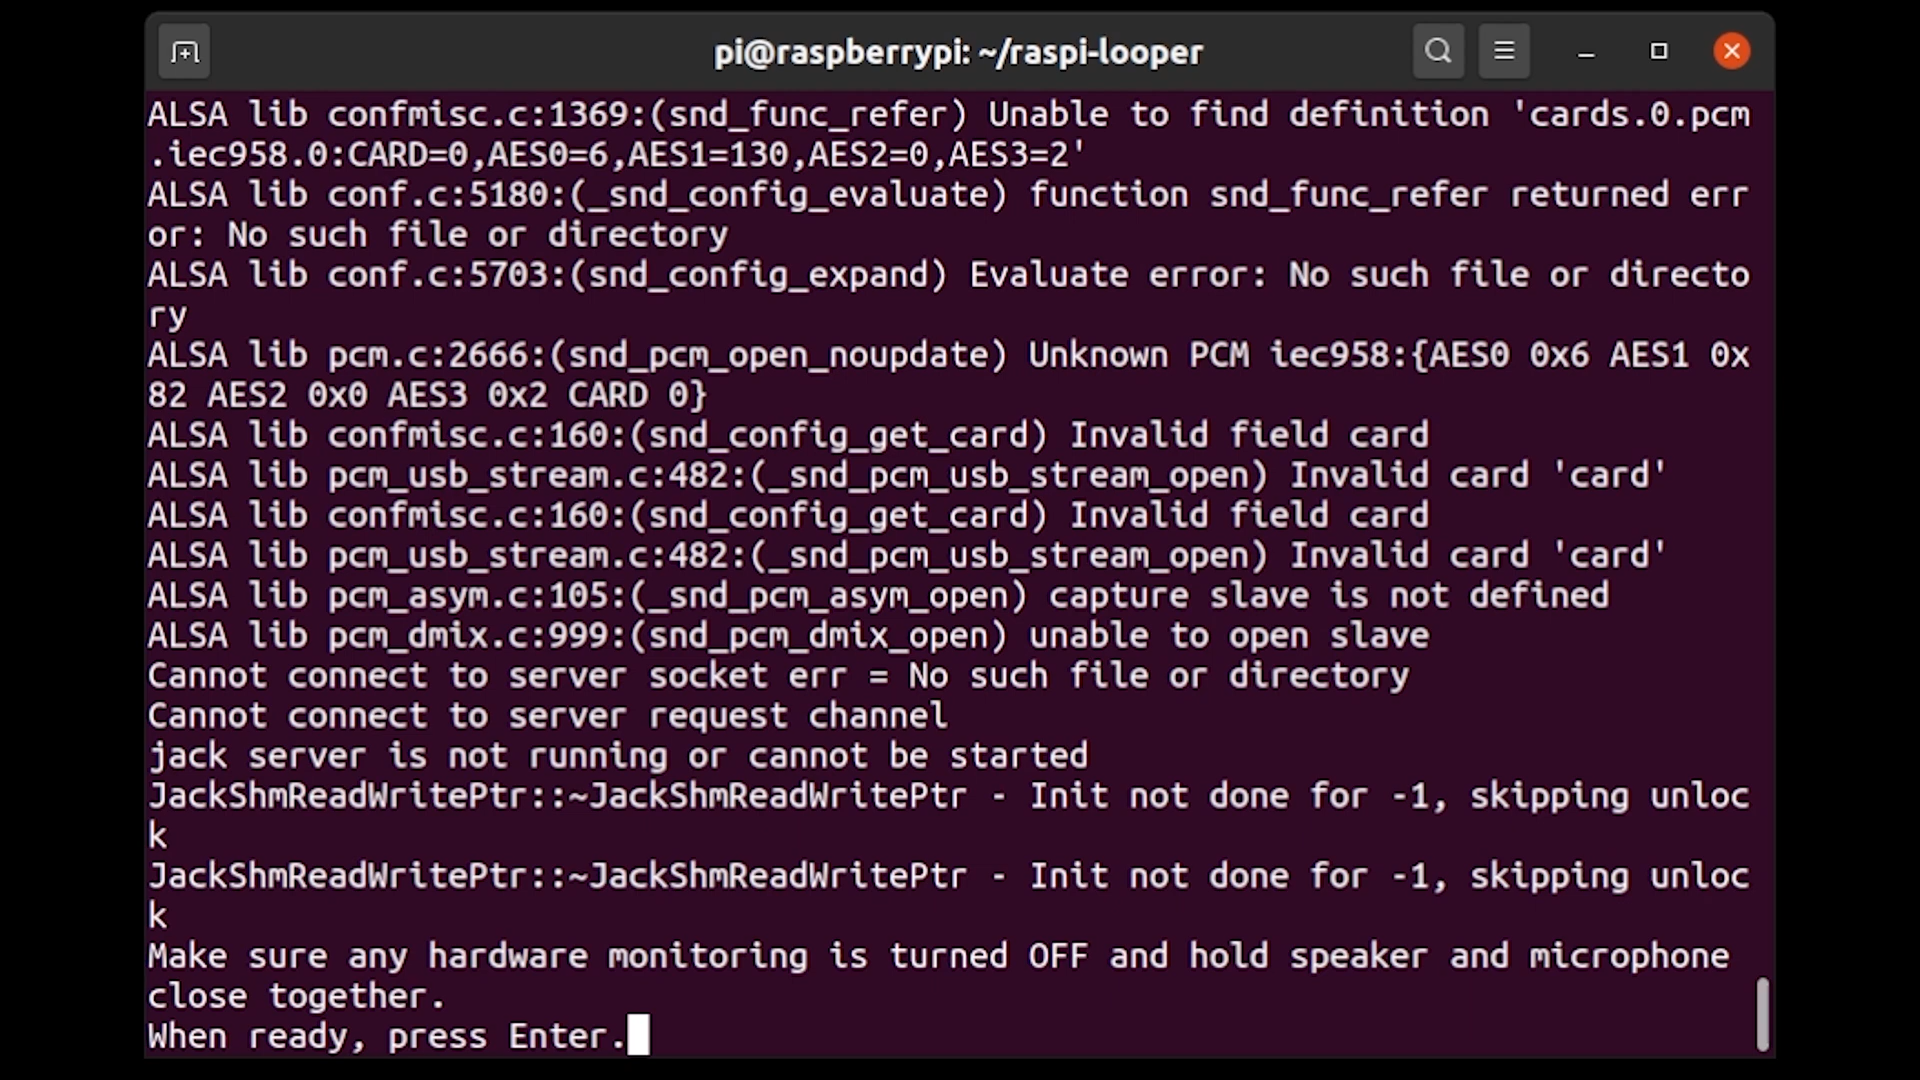 pi@raspberrypi: ~/raspi-looper
ALSA lib confmisc.c:1369:(snd_func_refer) Unable to find definition 'cards.0.pcm
.iec958.0:CARD=0,AES0=6,AES1=130,AES2=0,AES3=2'
ALSA lib conf.c:5180:(_snd_config_evaluate) function snd_func_refer returned err
or: No such file or directory
ALSA lib conf.c:5703:(snd_config_expand) Evaluate error: No such file or directo
ry
ALSA lib pcm.c:2666:(snd_pcm_open_noupdate) Unknown PCM iec958:{AES0 0x6 AES1 0x
82 AES2 0x0 AES3 0x2 CARD 0}
ALSA lib confmisc.c:160:(snd_config_get_card) Invalid field card
ALSA lib pcm_usb_stream.c:482:(_snd_pcm_usb_stream_open) Invalid card 'card'
ALSA lib confmisc.c:160:(snd_config_get_card) Invalid field card
ALSA lib pcm_usb_stream.c:482:(_snd_pcm_usb_stream_open) Invalid card 'card'
ALSA lib pcm_asym.c:105:(_snd_pcm_asym_open) capture slave is not defined
ALSA lib pcm_dmix.c:999:(snd_pcm_dmix_open) unable to open slave
Cannot connect to server socket err = No such file or directory
Cannot connect to server request channel
jack server is not running or cannot be started
JackShmReadWritePtr::~JackShmReadWritePtr - Init not done for -1, skipping unloc
k
JackShmReadWritePtr::~JackShmReadWritePtr - Init not done for -1, skipping unloc
k
Make sure any hardware monitoring is turned OFF and hold speaker and microphone
close together.
When ready, press Enter.